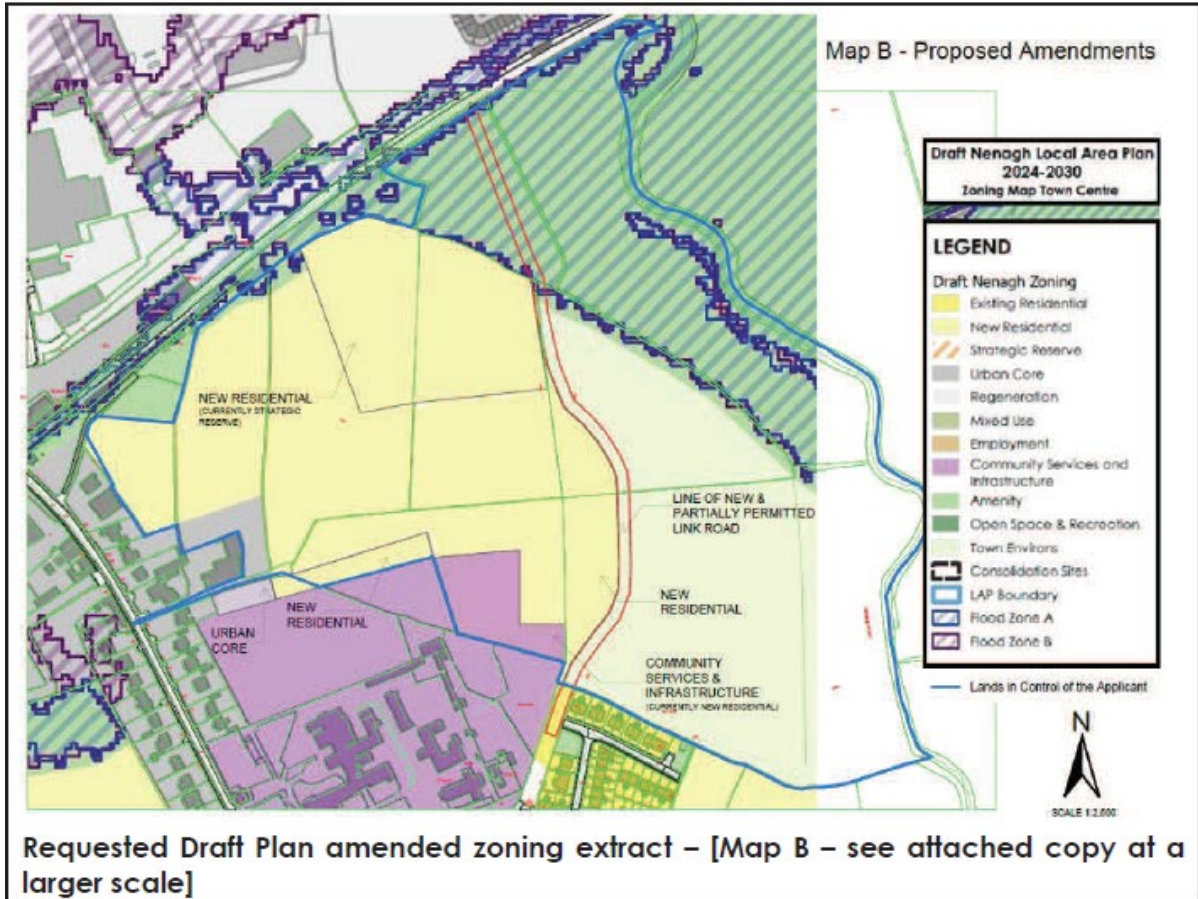 Map B - Proposed Amendments
Draft Nenagh Local Area Plan
2024-2030
Zoning Map Town Centre
LEGEND
Draft Nenagh Zoning
Existing Residential
New Residential
Strategic Reserve
Urban Core
Regeneration
Mixed Use
Employment
Community Services and
Infrastructure
Amenity
Open Space & Recreation
Town Environs
Consolidation Sites
LAP Boundary
Flood Zone A
Flood Zone B
Lands in Control of the Applicant
N
SCALE 1:2,000
NEW RESIDENTIAL
(CURRENTLY STRATEGIC
RESERVE)
LINE OF NEW &
PARTIALLY PERMITTED
LINK ROAD
NEW
RESIDENTIAL
NEW
RESIDENTIAL
URBAN
CORE
COMMUNITY
SERVICES &
INFRASTRUCTURE
(CURRENTLY NEW RESIDENTIAL)
Requested Draft Plan amended zoning extract – [Map B – see attached copy at a
larger scale]